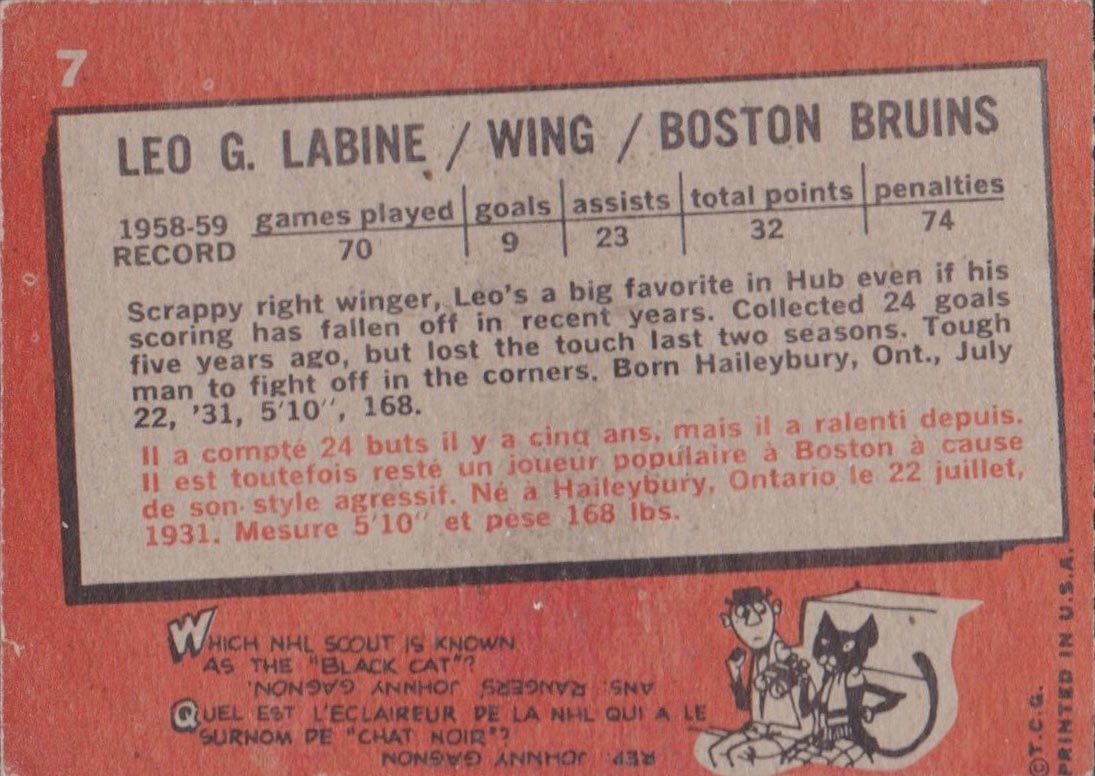 7
LEO G. LABINE / WING / BOSTON BRUINS
1958-59 RECORD games played goals assists total points penalties
70 9 23 32 74
Scrappy right winger, Leo's a big favorite in Hub even if his
scoring has fallen off in recent years. Collected 24 goals
five years ago, but lost the touch last two seasons. Tough
man to fight off in the corners. Born Haileybury, Ont., July
22, '31, 5'10", 168.
Il a compté 24 buts il y a cinq ans, mais il a ralenti depuis.
Il est toutefois resté un joueur populaire à Boston à cause
de son style agressif. Né à Haileybury, Ontario le 22 juillet,
1931. Mesure 5'10" et pèse 168 lbs.
WHICH NHL SCOUT IS KNOWN
AS THE "BLACK CAT"?
ANS: RANGERS' JOHNNY GAGNON.
QUEL EST L'ECLAIREUR DE LA NHL QUI A LE
SURNOM DE "CHAT NOIR"?
REP: JOHNNY GAGNON
©T.C.G.
PRINTED IN U.S.A.